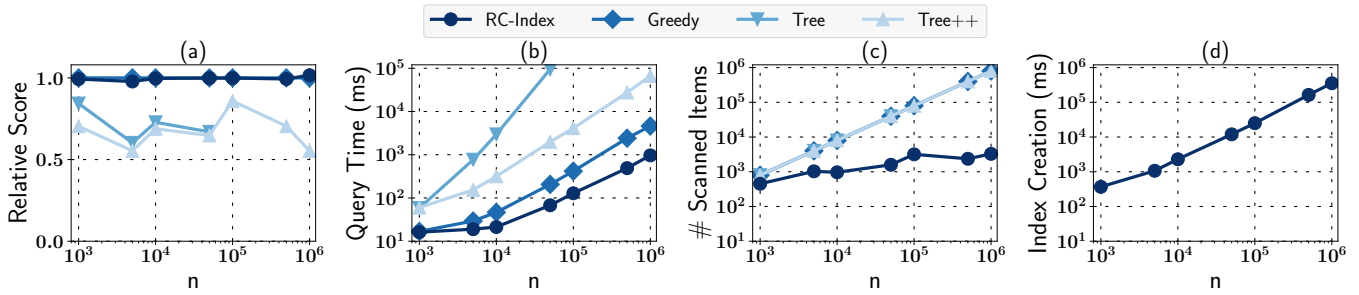 RC-Index Greedy Tree Tree++
(a) (b) (c) (d)
Relative Score
1.0
0.5
0.0
10³ 10⁴ 10⁵ 10⁶
n
Query Time (ms)
10⁵
10⁴
10³
10²
10¹
10³ 10⁴ 10⁵ 10⁶
n
# Scanned Items
10⁶
10⁵
10⁴
10³
10²
10¹
10³ 10⁴ 10⁵ 10⁶
n
Index Creation (ms)
10⁶
10⁵
10⁴
10³
10²
10¹
10³ 10⁴ 10⁵ 10⁶
n